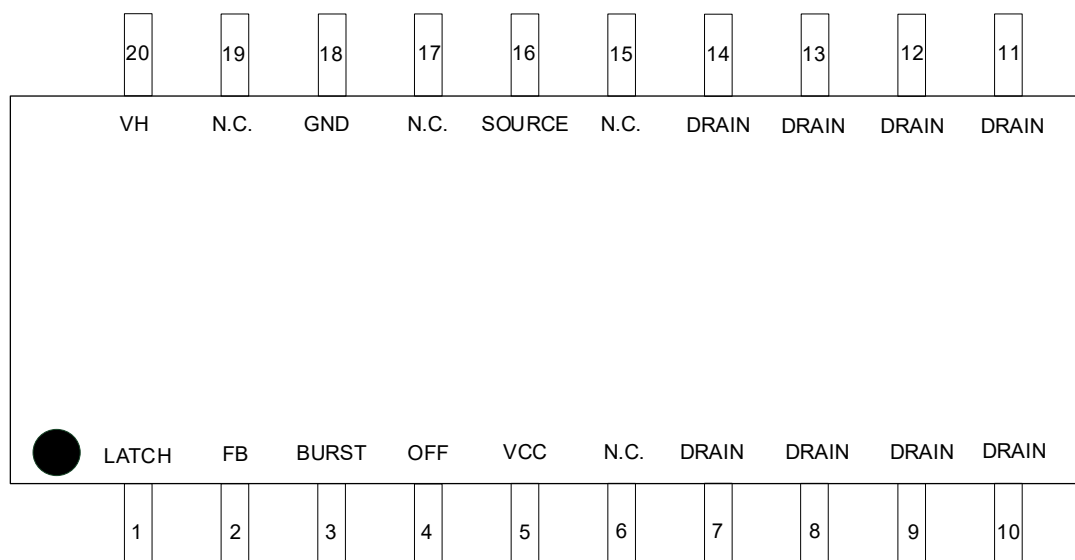 20 19 18 17 16 15 14 13 12 11
VH N.C. GND N.C. SOURCE N.C. DRAIN DRAIN DRAIN DRAIN
LATCH FB BURST OFF VCC N.C. DRAIN DRAIN DRAIN DRAIN
1 2 3 4 5 6 7 8 9 10